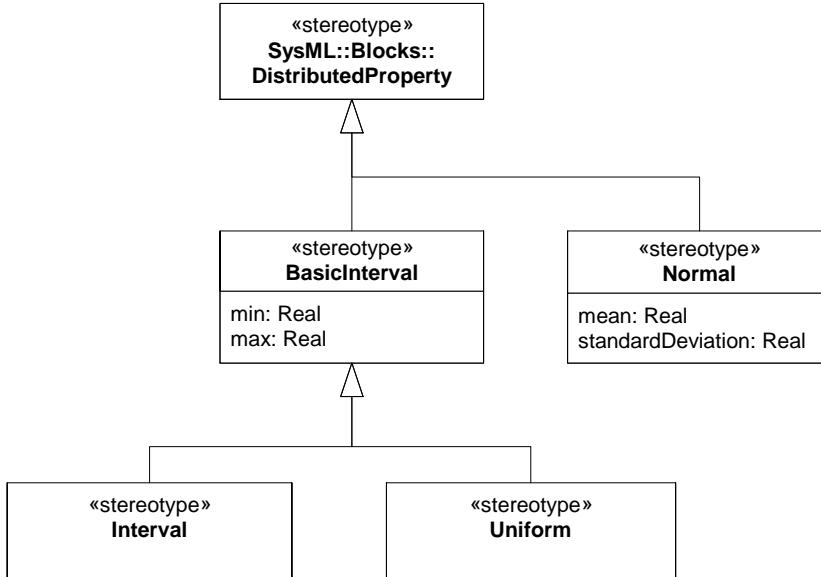 «stereotype»
SysML::Blocks::
DistributedProperty
«stereotype»
BasicInterval
min: Real
max: Real
«stereotype»
Normal
mean: Real
standardDeviation: Real
«stereotype»
Interval
«stereotype»
Uniform